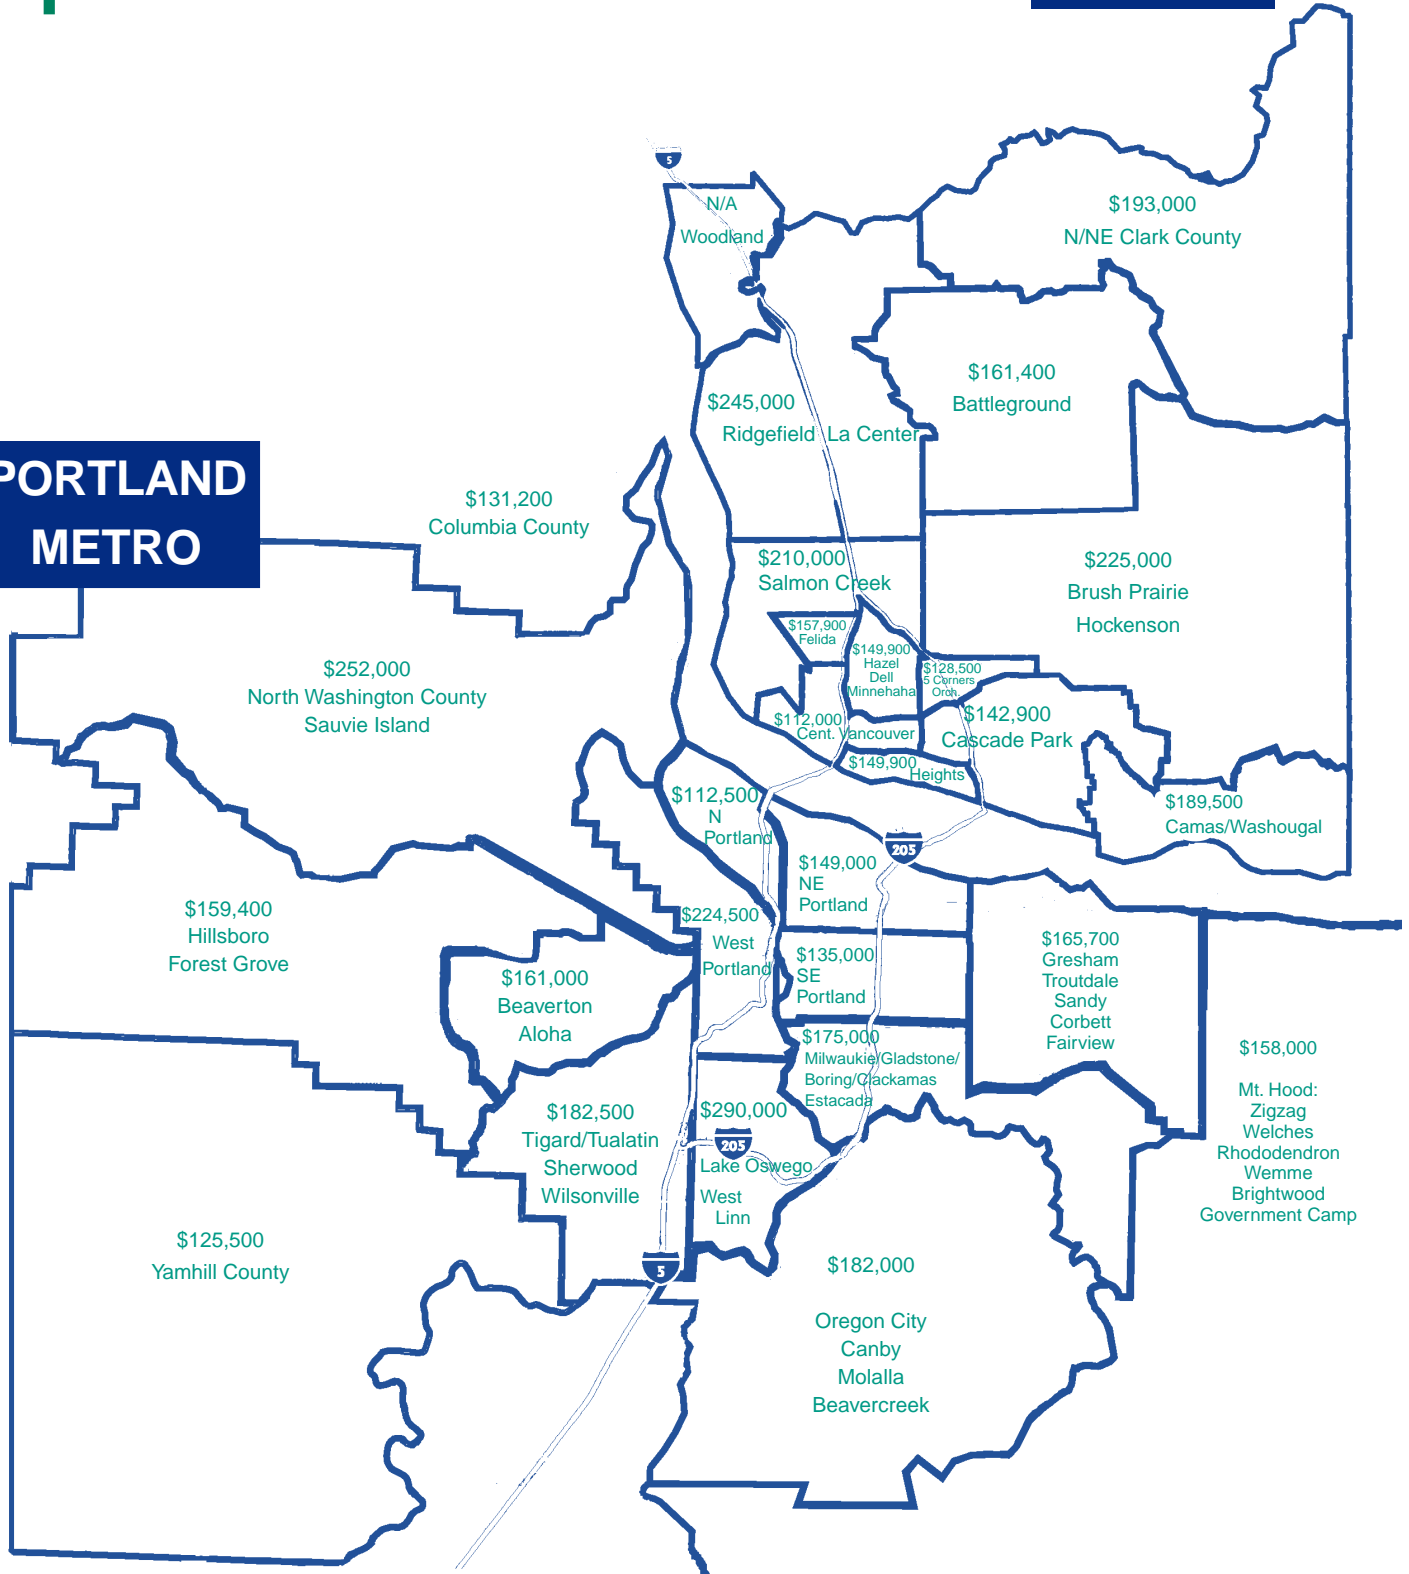 5
N/A
Woodland
$193,000
N/NE Clark County
$161,400
Battleground
$245,000
Ridgefield La Center
PORTLAND
METRO
$131,200
Columbia County
$210,000
Salmon Creek
$225,000
Brush Prairie
Hockenson
$157,900
Felida
$149,900
Hazel
Dell
Minnehaha
$128,500
5 Corners
Orch.
$252,000
North Washington County
Sauvie Island
$112,000
Cent. Vancouver
$142,900
Cascade Park
$149,900
Heights
$189,500
Camas/Washougal
$112,500
N
Portland
205
$149,000
NE
Portland
$159,400
Hillsboro
Forest Grove
$224,500
West
Portland
$161,000
Beaverton
Aloha
$135,000
SE
Portland
$165,700
Gresham
Troutdale
Sandy
Corbett
Fairview
$175,000
Milwaukie/Gladstone/
Boring/Clackamas
Estacada
$158,000
Mt. Hood:
Zigzag
Welches
Rhododendron
Wemme
Brightwood
Government Camp
$182,500
Tigard/Tualatin
Sherwood
Wilsonville
$290,000
205
Lake Oswego
West
Linn
$125,500
Yamhill County
5
$182,000
Oregon City
Canby
Molalla
Beavercreek